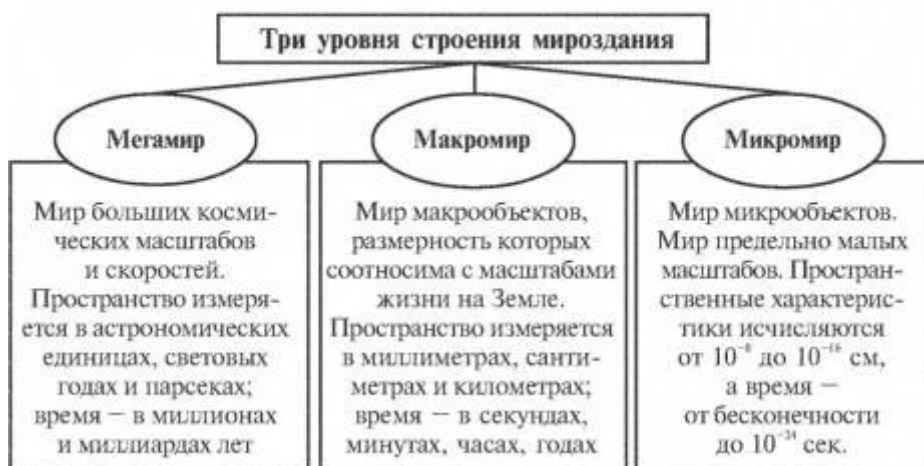 Три уровня строения мироздания
Мегамир
Мир больших косми-
ческих масштабов
и скоростей.
Пространство измеря-
ется в астрономических
единицах, световых
годах и парсеках;
время — в миллионах
и миллиардах лет
Макромир
Мир макрообъектов,
размерность которых
соотносима с масштабами
жизни на Земле.
Пространство измеряется
в миллиметрах, санти-
метрах и километрах;
время — в секундах,
минутах, часах, годах
Микромир
Мир микрообъектов.
Мир предельно малых
масштабов. Простран-
ственные характерис-
тики исчисляются
от 10⁻⁸ до 10⁻¹⁶ см,
а время —
от бесконечности
до 10⁻²⁴ сек.